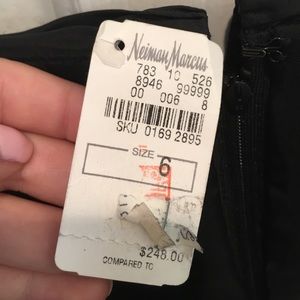 Neiman Marcus
783 10 526
8946 99999
00 006 8
SKU 0169 2895
SIZE
6
$248.00
COMPARED TO